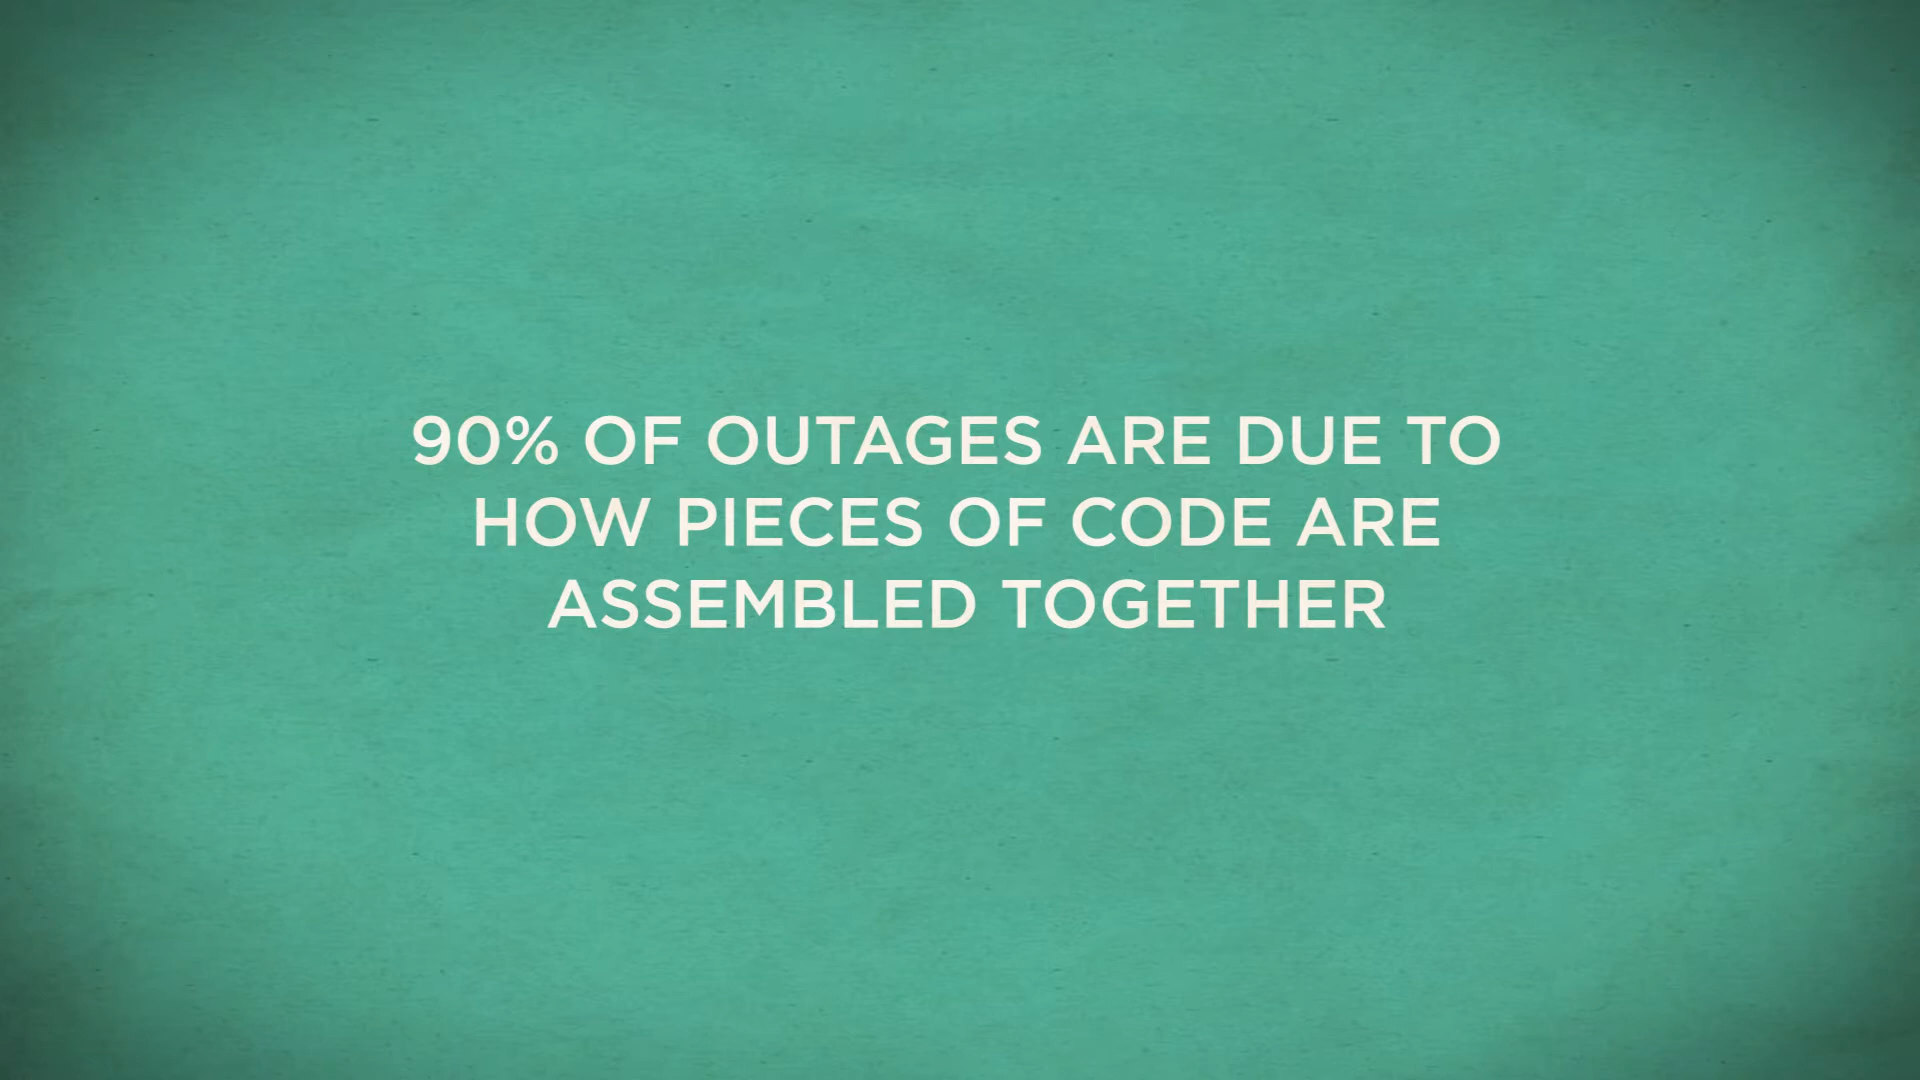 90% OF OUTAGES ARE DUE TO
HOW PIECES OF CODE ARE
ASSEMBLED TOGETHER